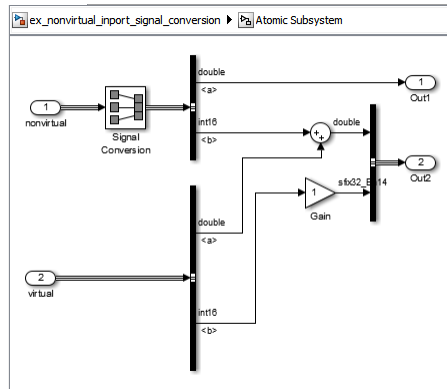 ex_nonvirtual_inport_signal_conversion ▶ Atomic Subsystem
double
<a>
1
Out1
1
nonvirtual
Signal
Conversion
int16
<b>
double
2
Out2
1
Gain
double
<a>
2
virtual
int16
<b>